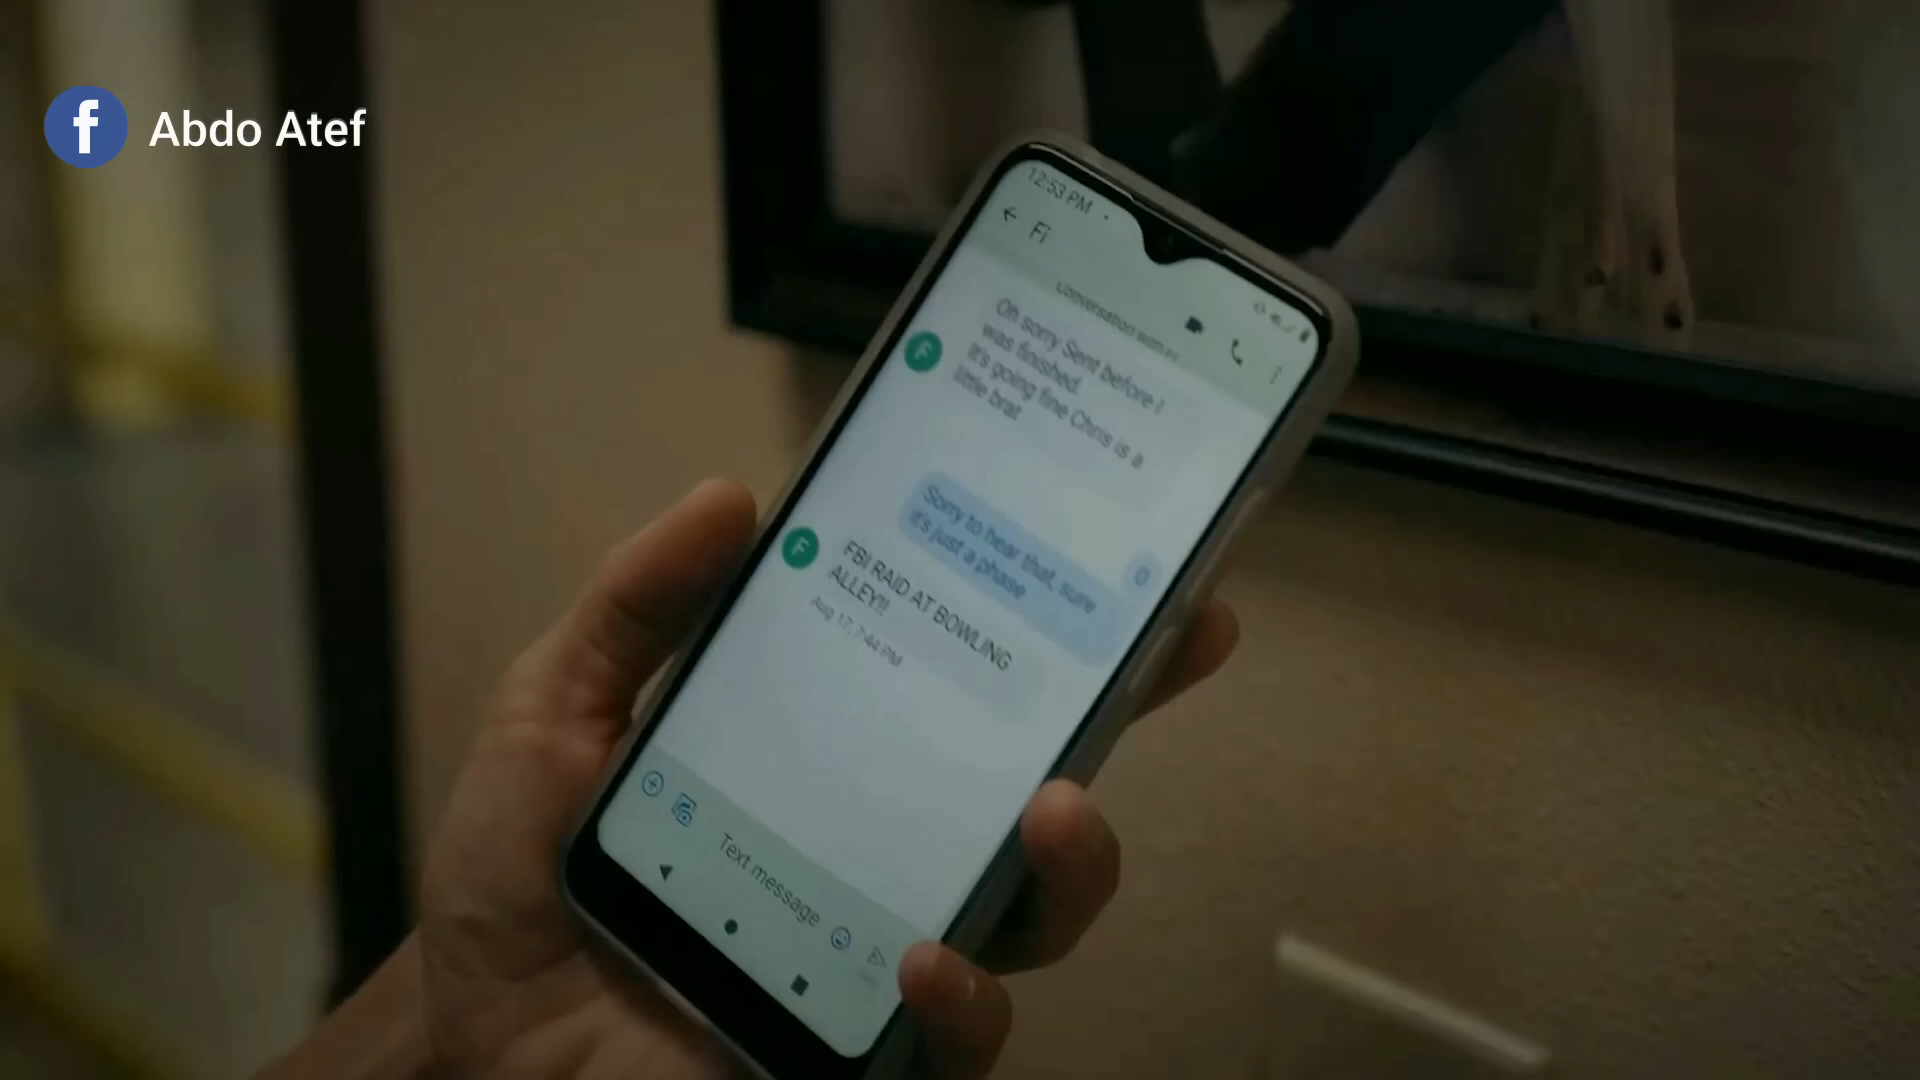 f Abdo Atef
12:53 PM
Fi
Conversation with Fi
Oh sorry Sent before I
was finished.
It's going fine Chris is a
little brat
F
Sorry to hear that, sure
it's just a phase
F
FBI RAID AT BOWLING
ALLEY!!
Aug 17, 7:44 PM
Text message